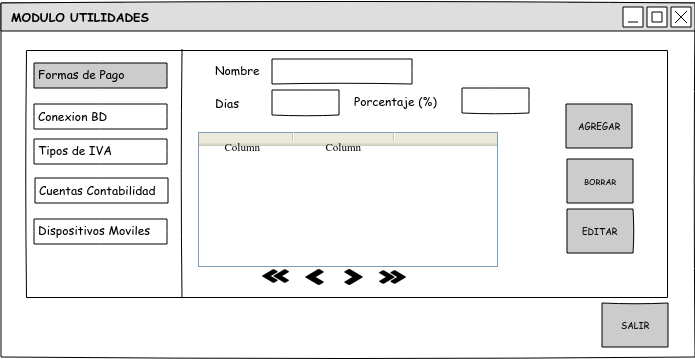 MODULO UTILIDADES
Formas de Pago
Conexion BD
Tipos de IVA
Cuentas Contabilidad
Dispositivos Moviles
Nombre
Dias Porcentaje (%)
Column Column
AGREGAR
BORRAR
EDITAR
SALIR